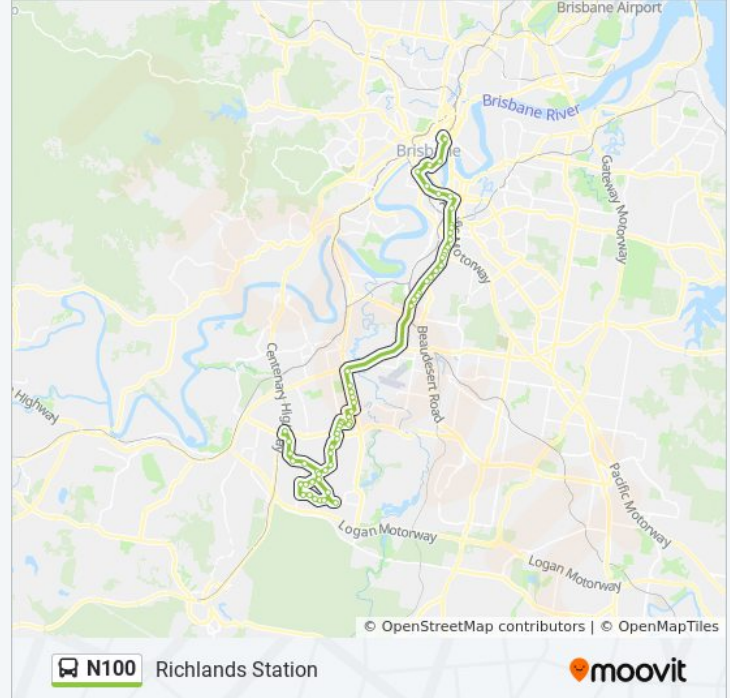 Brisbane Airport
Brisbane River
Brisb
Gateway Motorway
Motorway
Beaudesert Road
Centenary Hig
Highway
Pacific Motorway
Logan Motorway
Logan Motorway
© OpenStreetMap contributors | © OpenMapTiles
N100 Richlands Station
moovit